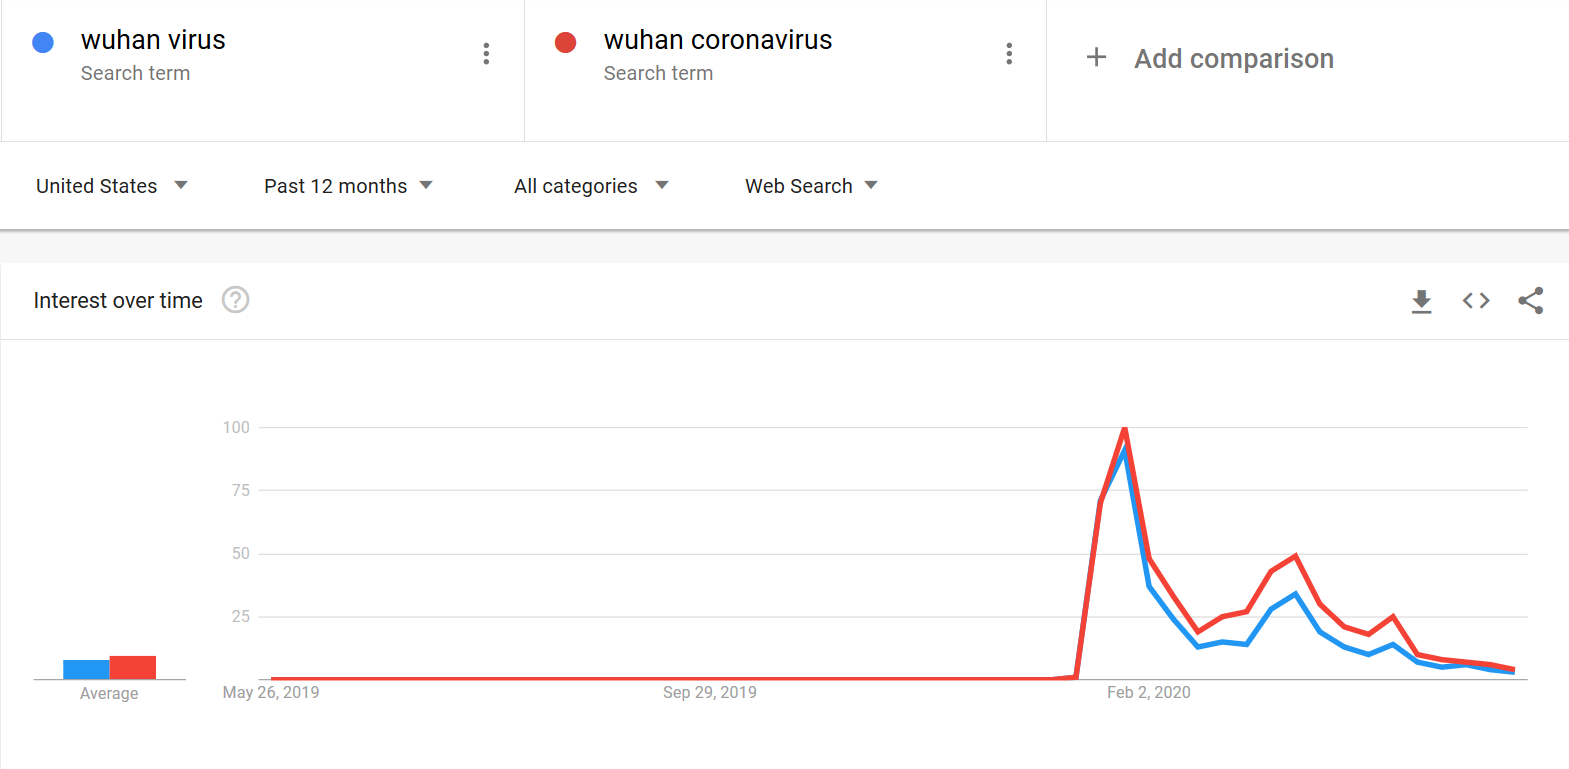 wuhan virus
Search term
wuhan coronavirus
Search term
+ Add comparison
United States
Past 12 months
All categories
Web Search
Interest over time ?
100
75
50
25
Average
May 26, 2019
Sep 29, 2019
Feb 2, 2020